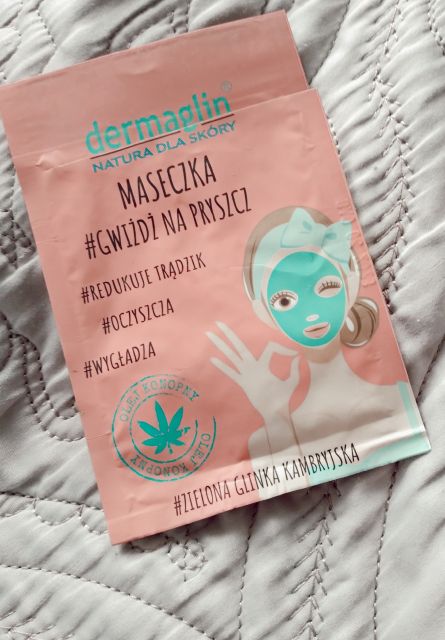 dermaglin®
NATURA DLA SKÓRY
MASECZKA
#GWIŻDŻ NA PRYSZCZ
#REDUKUJE TRĄDZIK
#OCZYSZCZA
#WYGŁADZA
OLEJ KONOPNY
OLEJ KONOPNY
#ZIELONA GLINKA KAMBRYJSKA